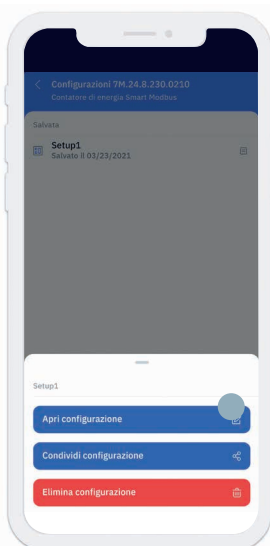 Configurazioni 7M.24.8.230.0210
Contatore di energia Smart Modbus
Salvata
Setup1
Salvato il 03/23/2021
Setup1
Apri configurazione
Condividi configurazione
Elimina configurazione